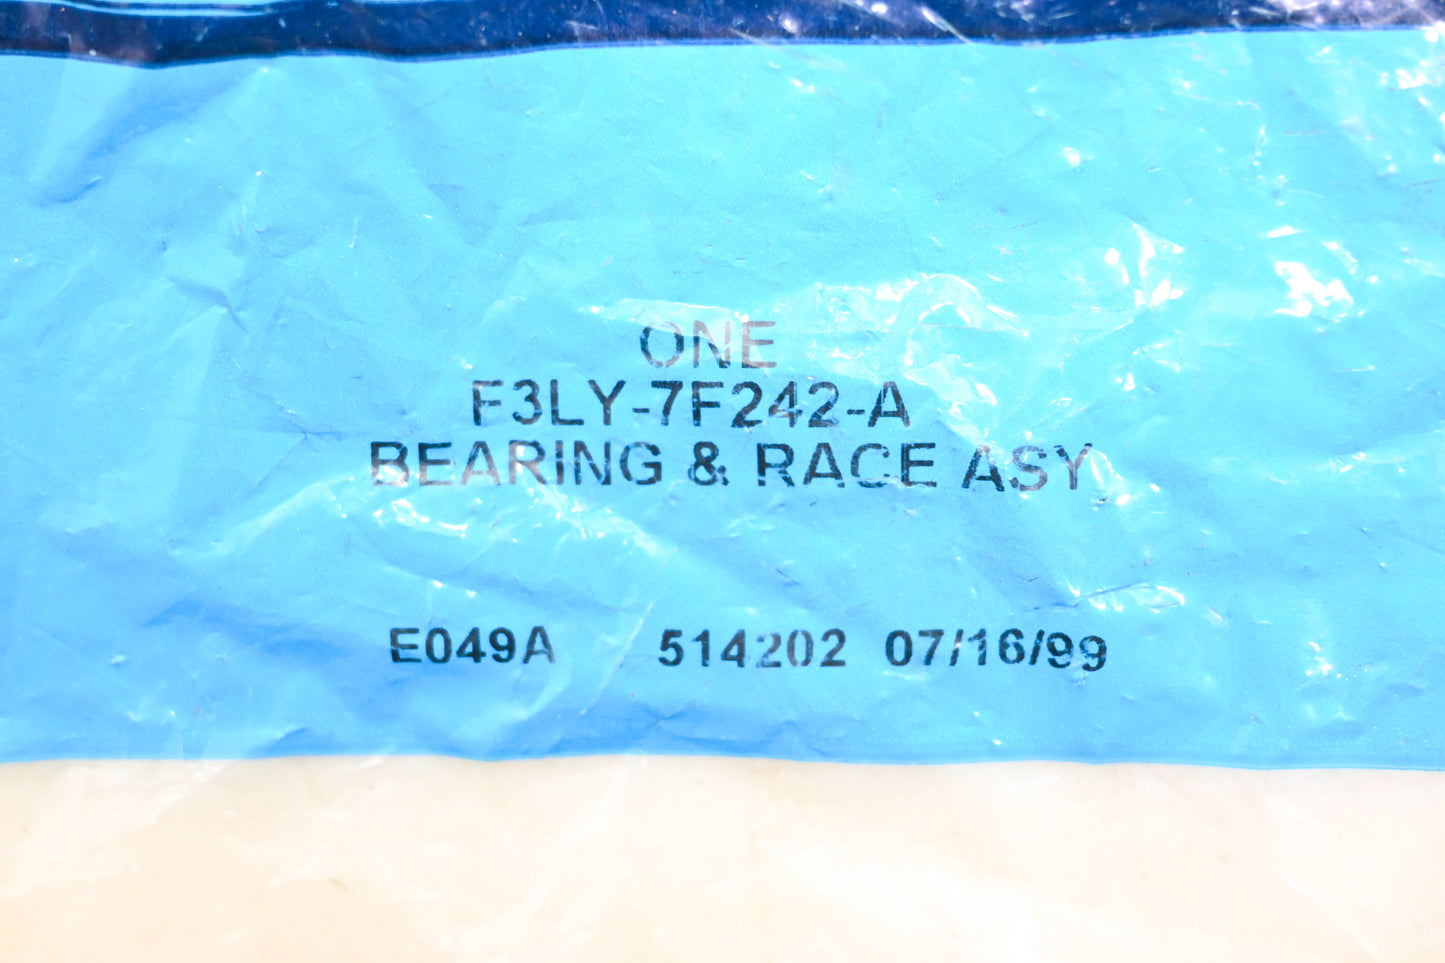 ONE
F3LY-7F242-A
BEARING & RACE ASY
E049A 514202 07/16/99